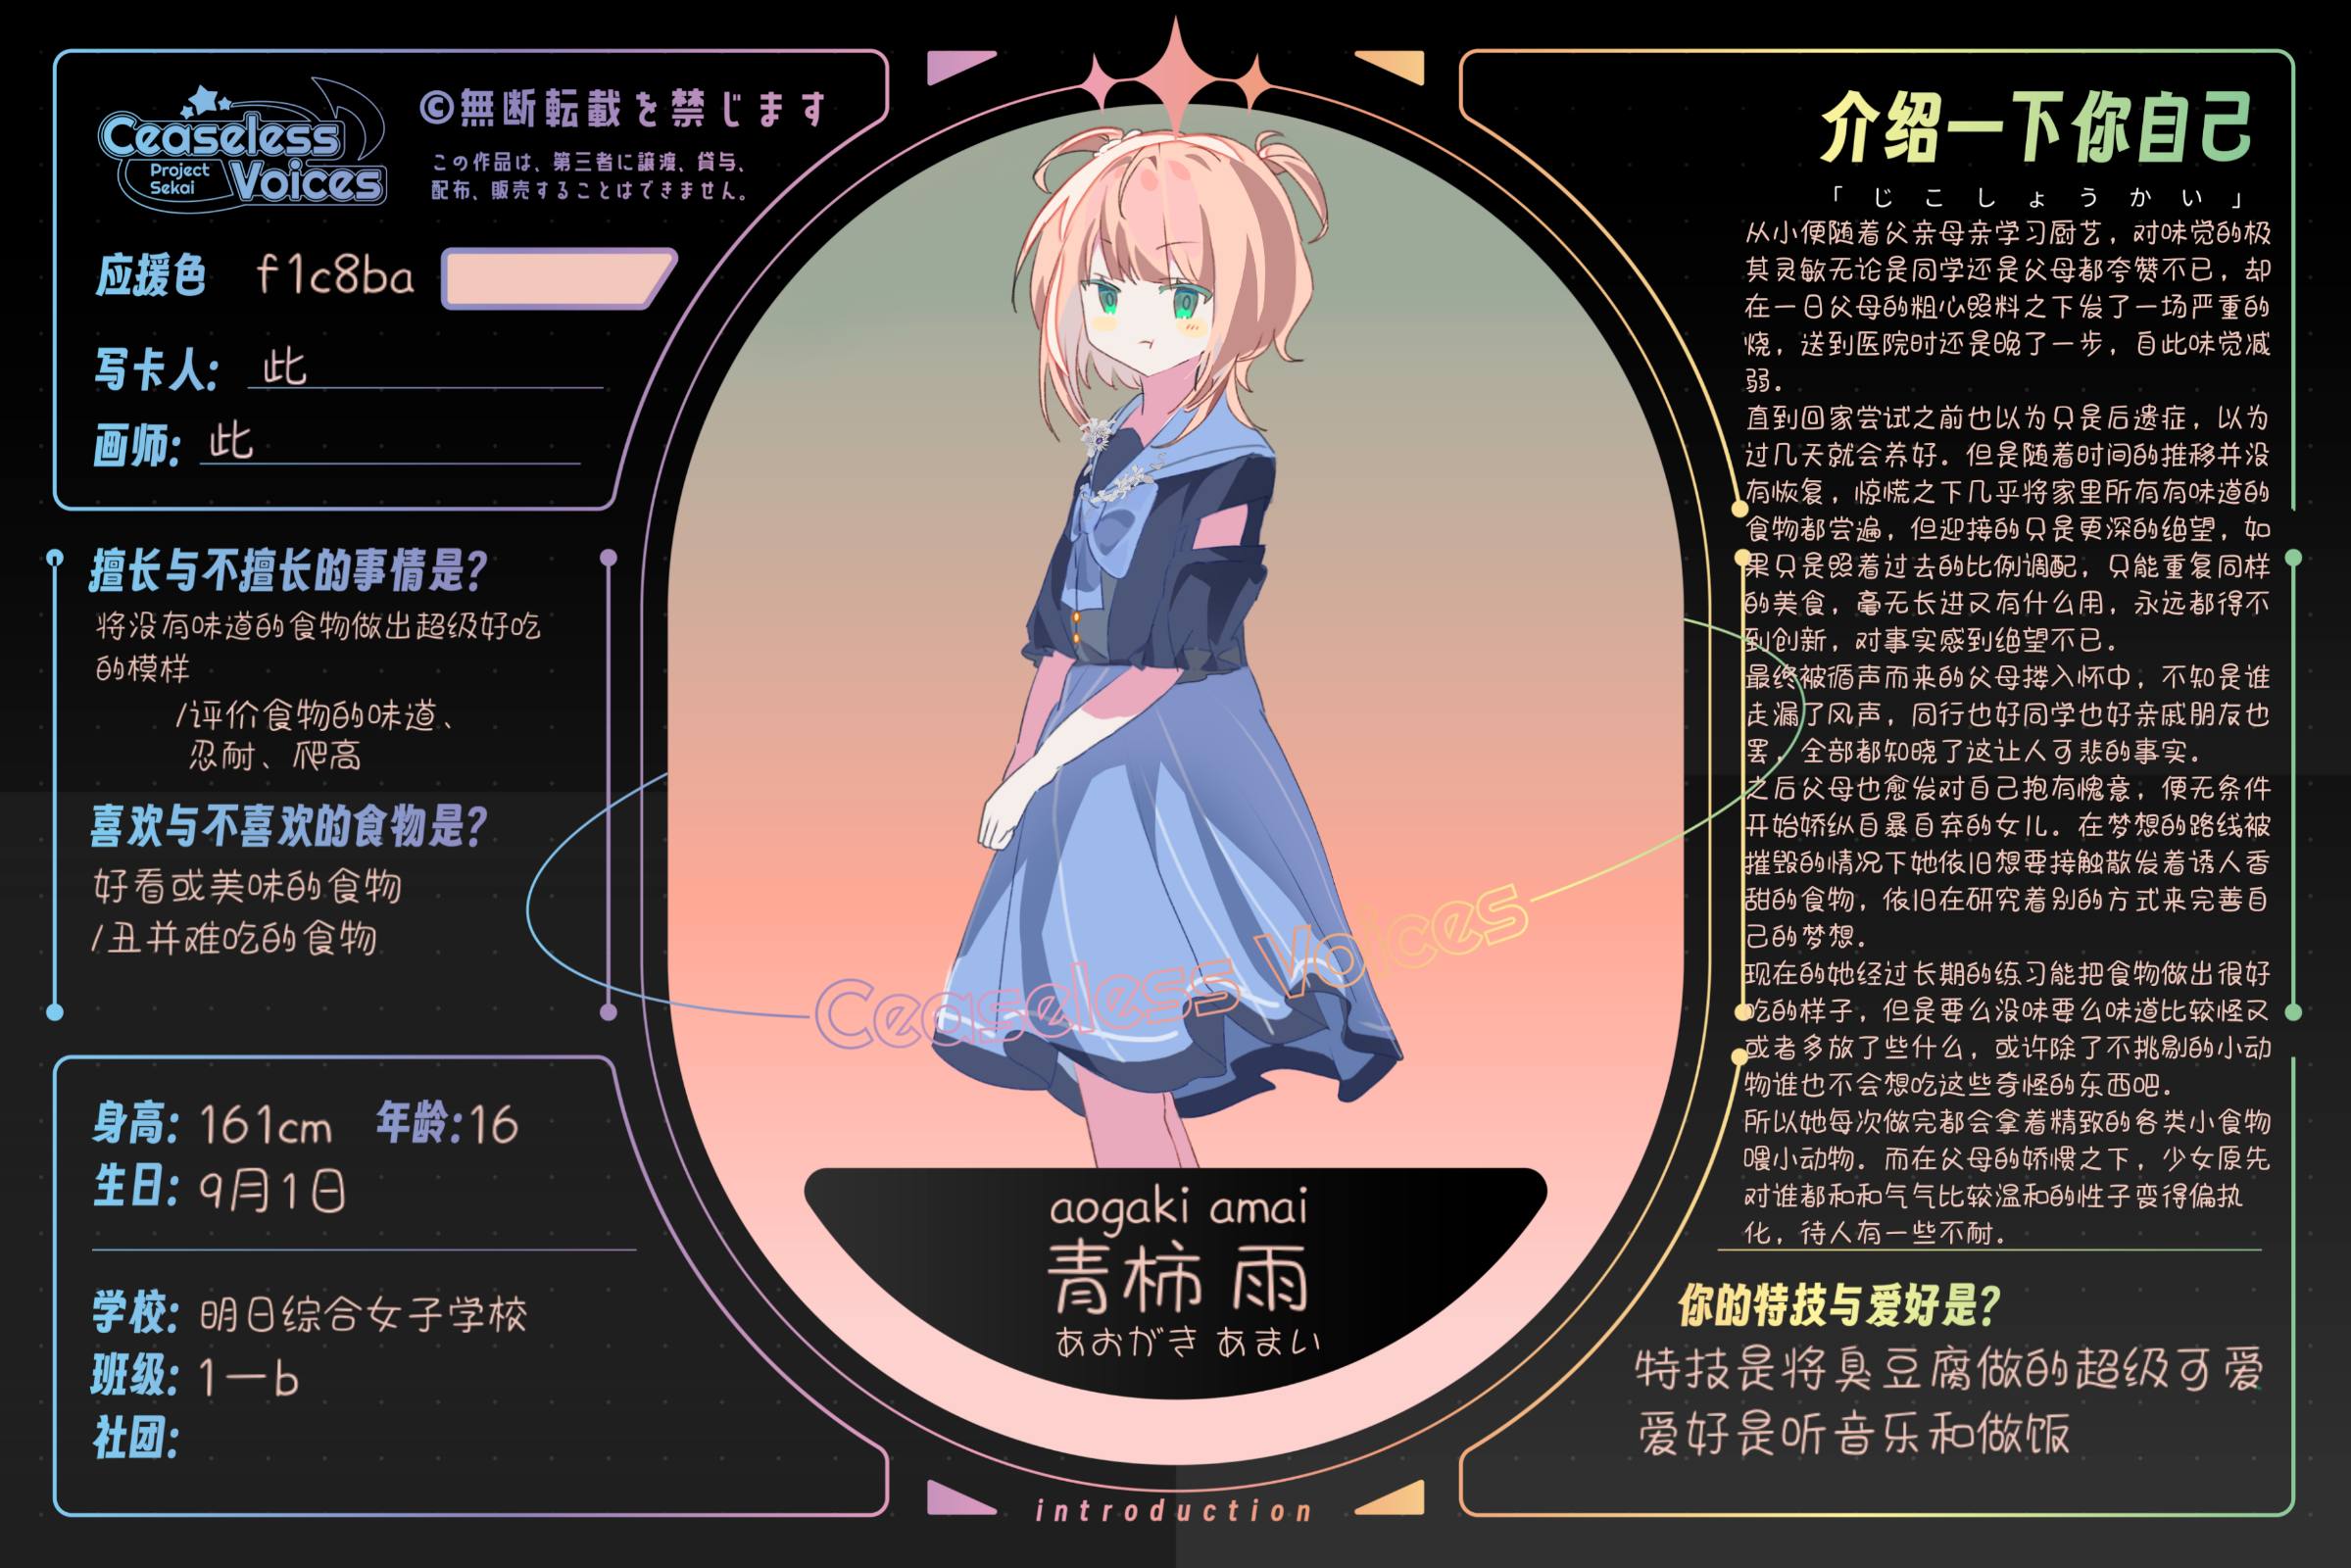 Ceaseless
Project
Sekai
Voices
©無断転載を禁じます
この作品は、第三者に譲渡、貸与、
配布、販売することはできません。
应援色 f1c8ba
写卡人: 此
画师: 此
擅长与不擅长的事情是?
将没有味道的食物做出超级好吃
的模样
/评价食物的味道、
忍耐、爬高
喜欢与不喜欢的食物是?
好看或美味的食物
/丑并难吃的食物
身高: 161cm 年龄:16
生日: 9月1日
学校: 明日综合女子学校
班级: 1一b
社团:
Ceaseless Voices
aogaki amai
青柿 雨
あおがき あまい
introduction
介绍一下你自己
「じこしょうかい」
从小便随着父亲母亲学习厨艺，对味觉的极
其灵敏无论是同学还是父母都夸赞不已，却
在一日父母的粗心照料之下发了一场严重的
烧，送到医院时还是晚了一步，自此味觉减
弱。
直到回家尝试之前也以为只是后遗症，以为
过几天就会养好。但是随着时间的推移并没
有恢复，惊慌之下几乎将家里所有有味道的
食物都尝遍，但迎接的只是更深的绝望，如
果只是照着过去的比例调配，只能重复同样
的美食，毫无长进又有什么用，永远都得不
到创新，对事实感到绝望不已。
最终被循声而来的父母搂入怀中，不知是谁
走漏了风声，同行也好同学也好亲戚朋友也
罢，全部都知晓了这让人可悲的事实。
之后父母也愈发对自己抱有愧意，便无条件
开始娇纵自暴自弃的女儿。在梦想的路线被
摧毁的情况下她依旧想要接触散发着诱人香
甜的食物，依旧在研究着别的方式来完善自
己的梦想。
现在的她经过长期的练习能把食物做出很好
吃的样子，但是要么没味要么味道比较怪又
或者多放了些什么，或许除了不挑剔的小动
物谁也不会想吃这些奇怪的东西吧。
所以她每次做完都会拿着精致的各类小食物
喂小动物。而在父母的娇惯之下，少女原先
对谁都和和气气比较温和的性子变得偏执
化，待人有一些不耐。
你的特技与爱好是?
特技是将臭豆腐做的超级可爱
爱好是听音乐和做饭